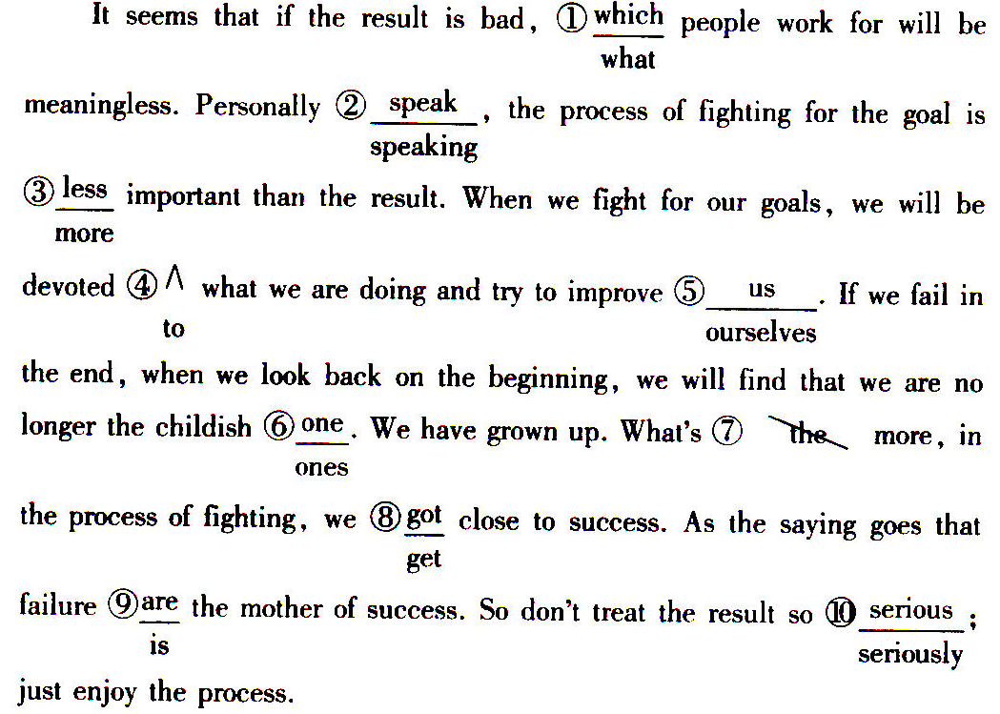 It seems that if the result is bad, ①which people work for will be
what
meaningless. Personally ② speak , the process of fighting for the goal is
speaking
③less important than the result. When we fight for our goals, we will be
more
devoted ④∧ what we are doing and try to improve ⑤ us . If we fail in
to ourselves
the end, when we look back on the beginning, we will find that we are no
longer the childish ⑥one. We have grown up. What's ⑦ the more, in
ones
the process of fighting, we ⑧got close to success. As the saying goes that
get
failure ⑨are the mother of success. So don't treat the result so ⑩ serious ;
is seriously
just enjoy the process.